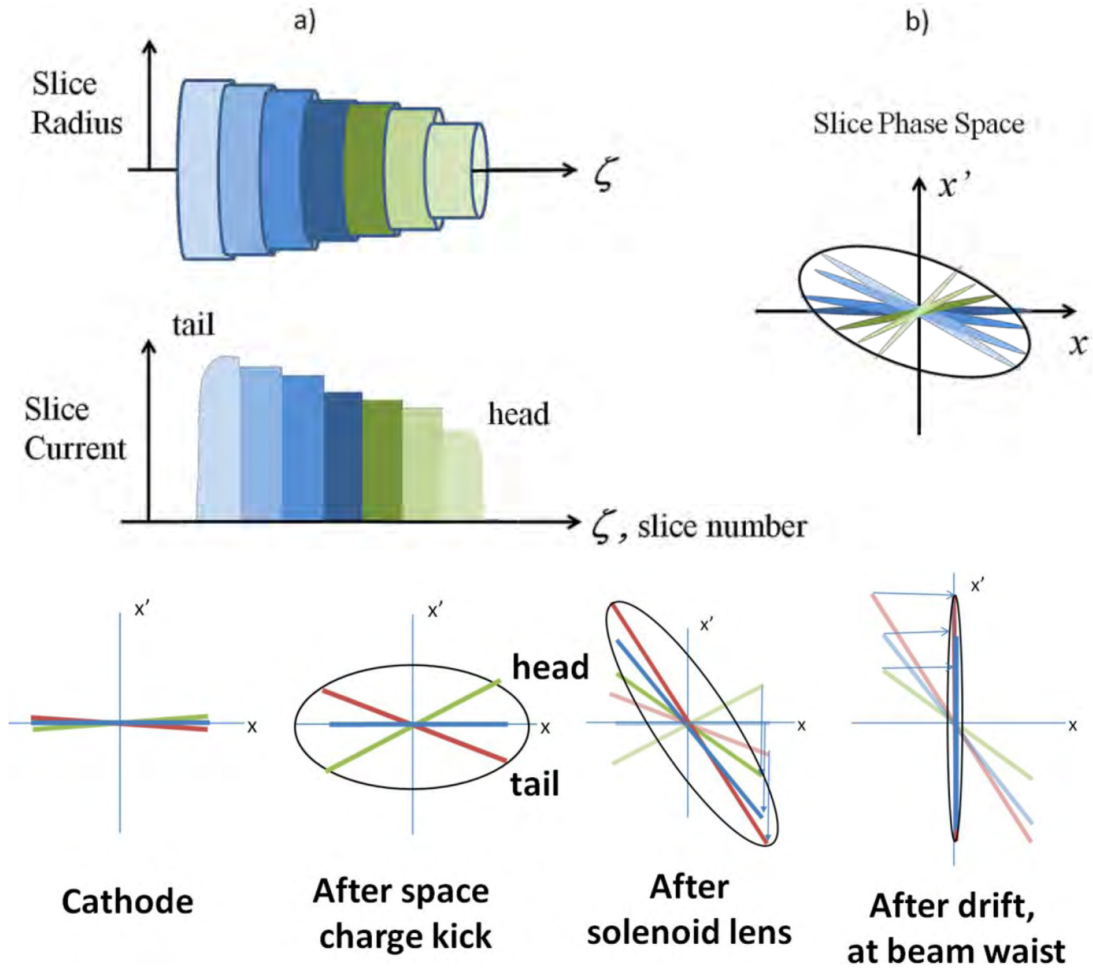 a)
b)
Slice
Radius
ζ
Slice Phase Space
x’
x
tail
Slice
Current
head
ζ, slice number
x’
x
x’
head
x
tail
x’
x
x’
x
Cathode
After space
charge kick
After
solenoid lens
After drift,
at beam waist